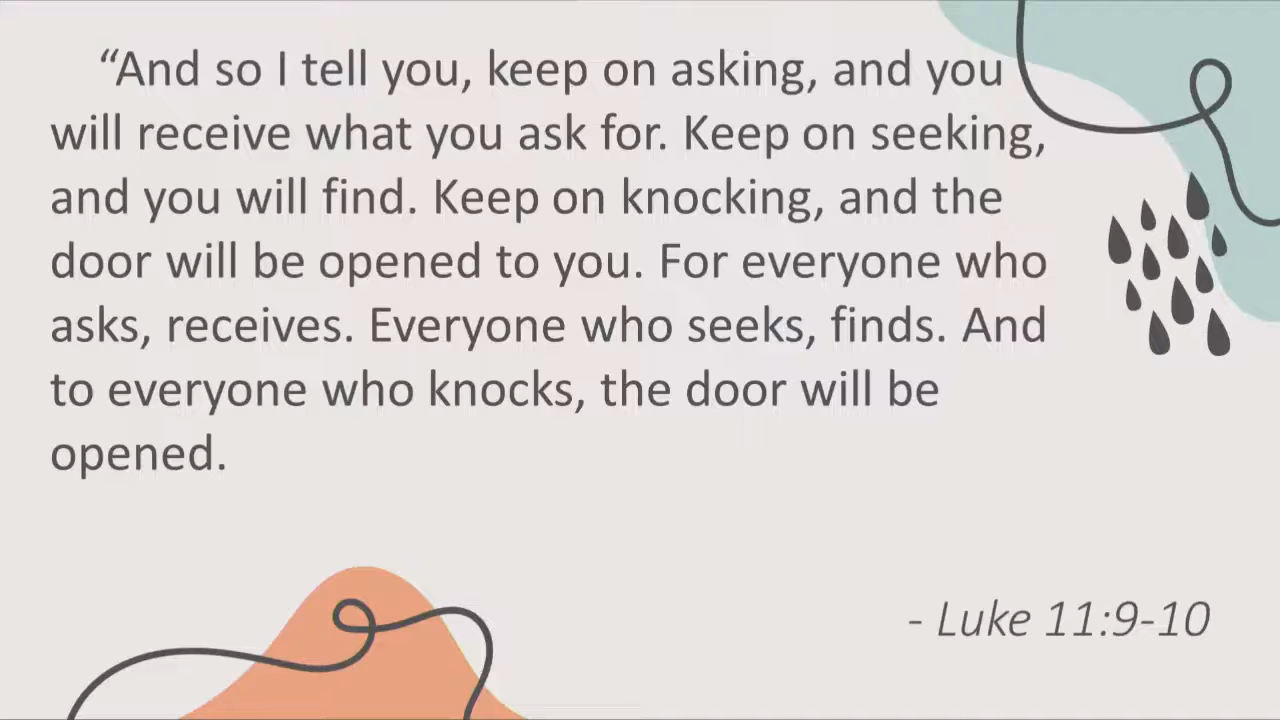 “And so I tell you, keep on asking, and you
will receive what you ask for. Keep on seeking,
and you will find. Keep on knocking, and the
door will be opened to you. For everyone who
asks, receives. Everyone who seeks, finds. And
to everyone who knocks, the door will be
opened.
- Luke 11:9-10